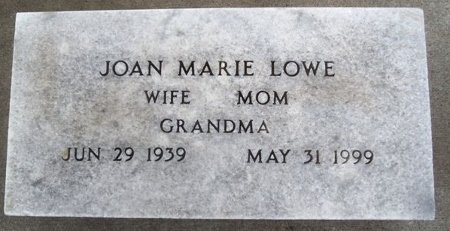 JOAN MARIE LOWE
WIFE MOM
GRANDMA
JUN 29 1939 MAY 31 1999